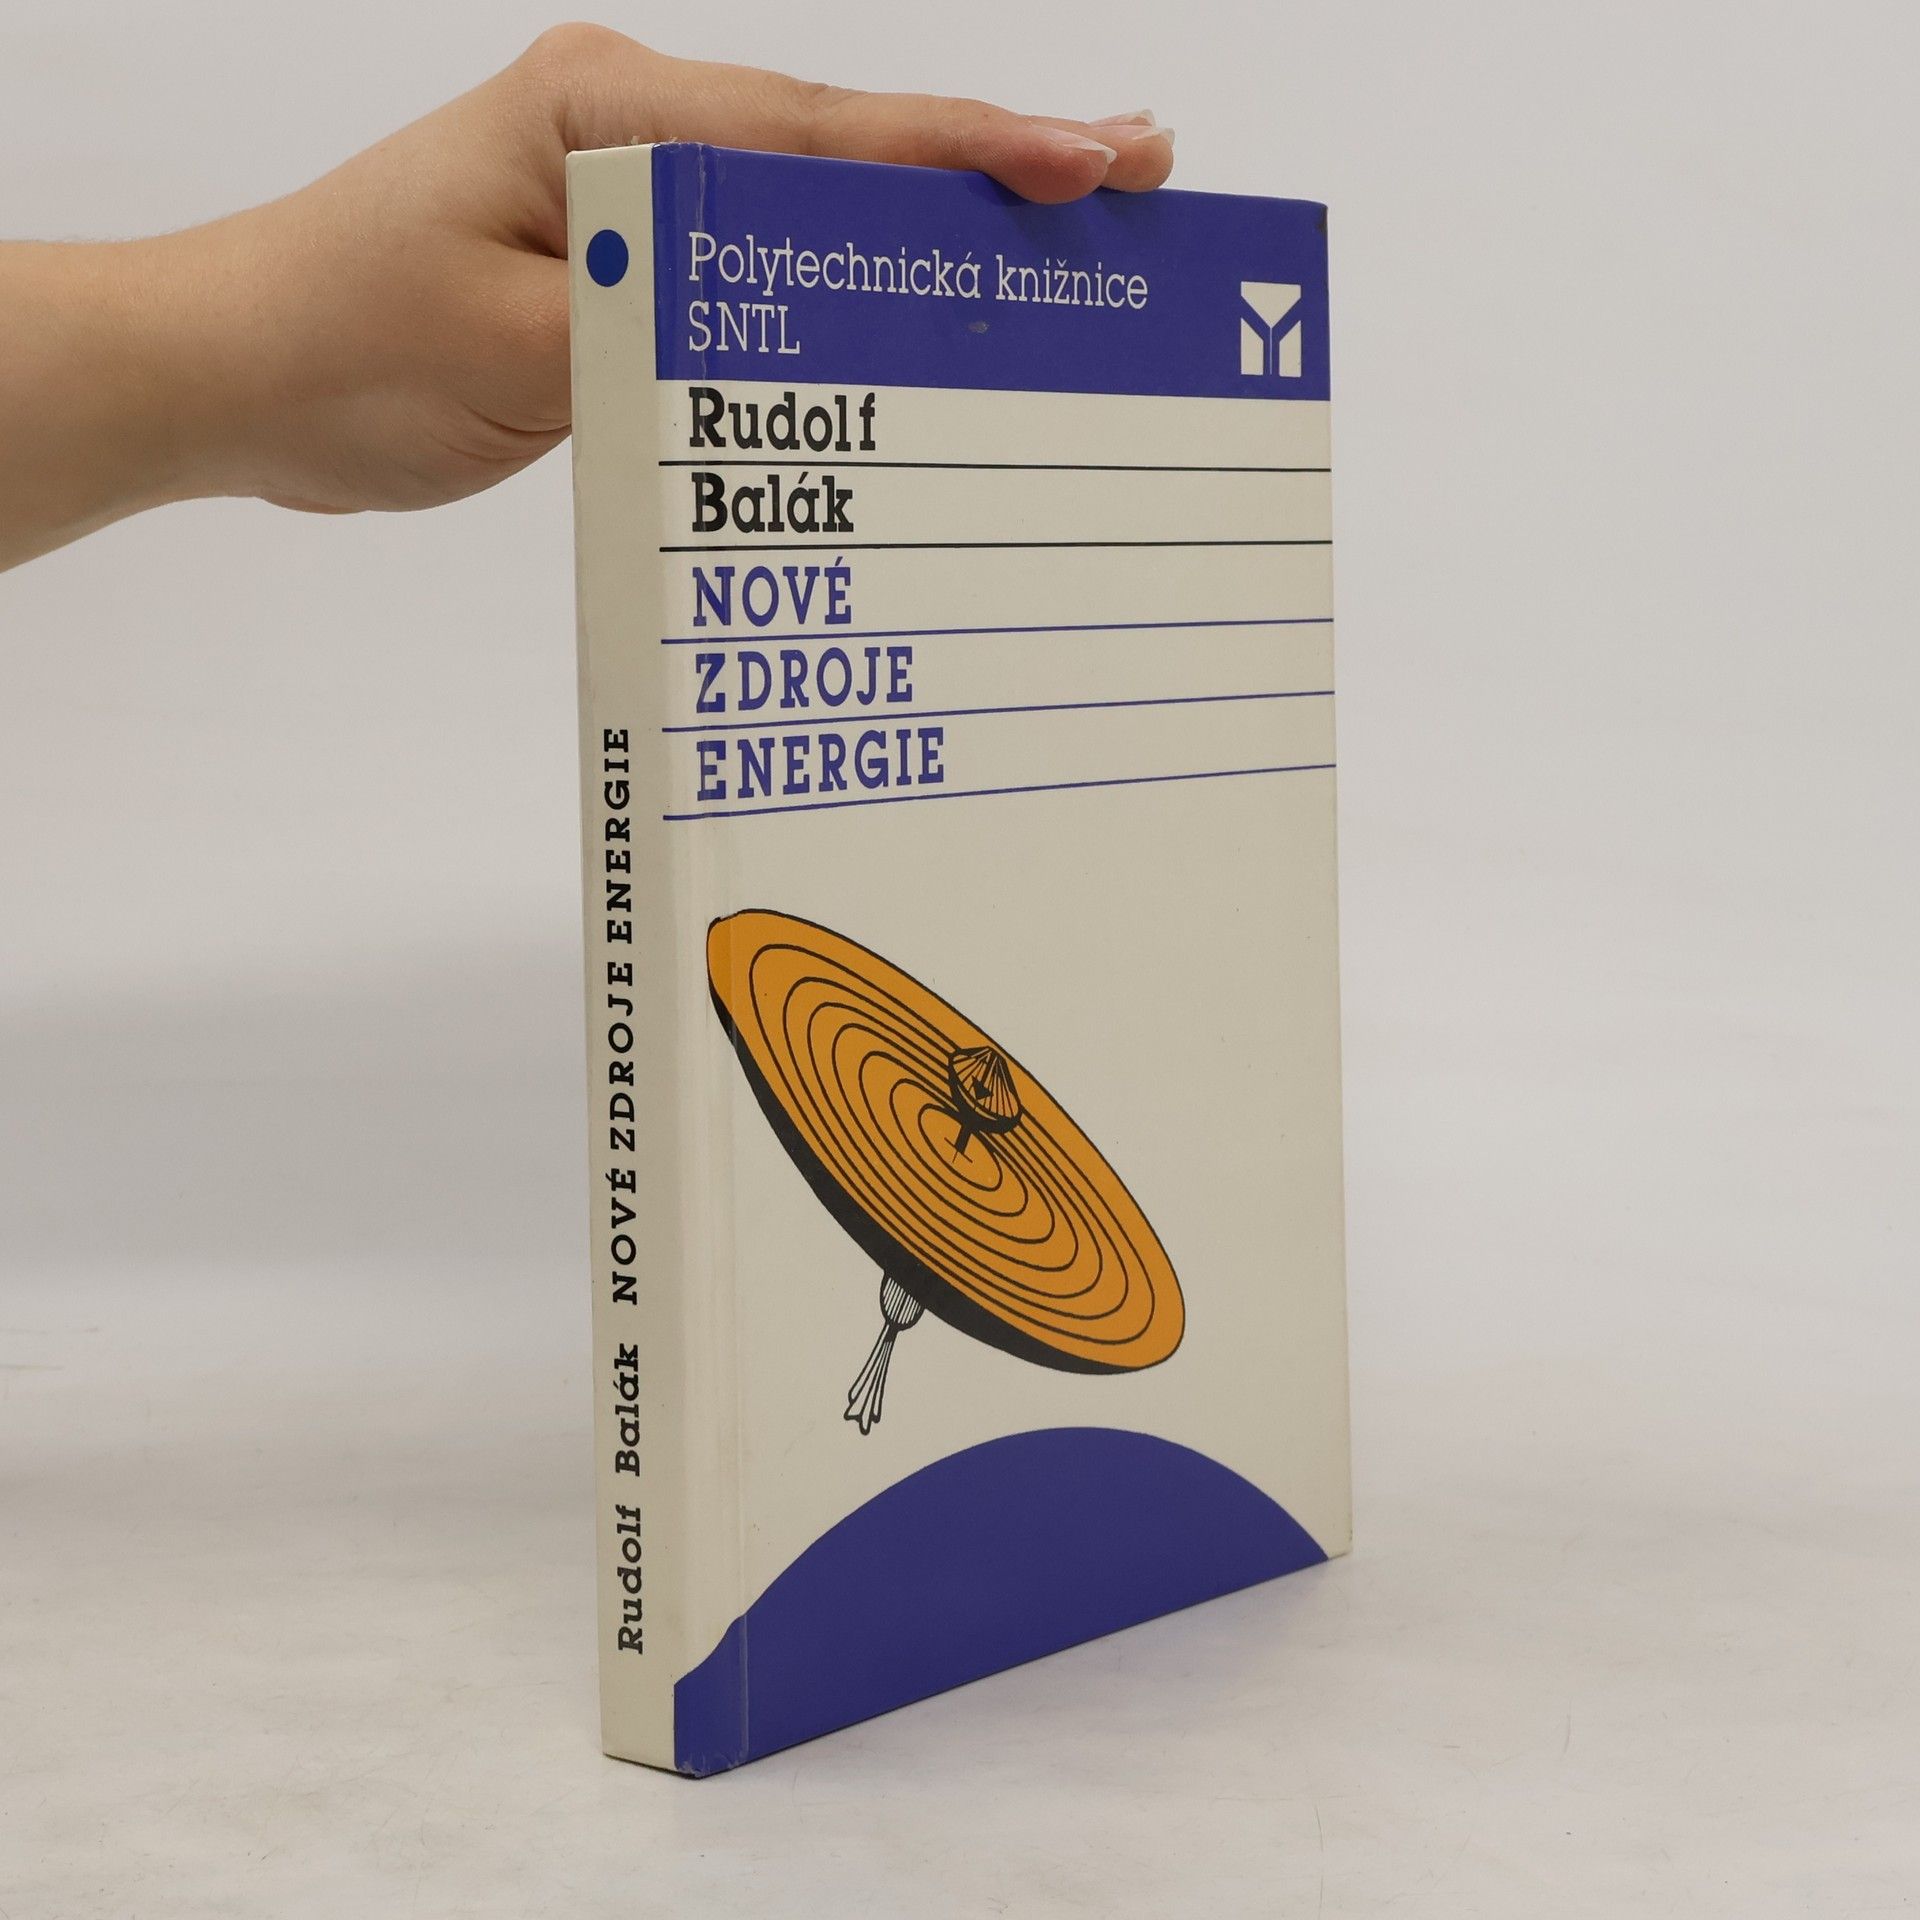 Polytechnická knižnice
SNTL
Rudolf
Balák
NOVÉ
ZDROJE
ENERGIE
Rudolf Balák NOVÉ ZDROJE ENERGIE